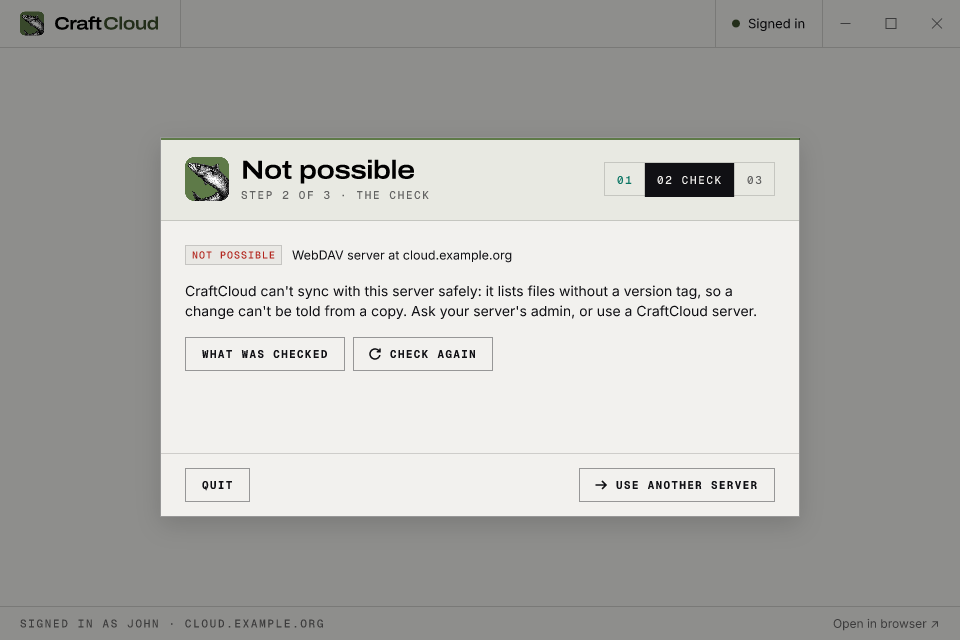 CraftCloud
Signed in
Not possible
STEP 2 OF 3 · THE CHECK
01
02 CHECK
03
NOT POSSIBLE
WebDAV server at cloud.example.org
CraftCloud can't sync with this server safely: it lists files without a version tag, so a
change can't be told from a copy. Ask your server's admin, or use a CraftCloud server.
WHAT WAS CHECKED
CHECK AGAIN
QUIT
→ USE ANOTHER SERVER
SIGNED IN AS JOHN · CLOUD.EXAMPLE.ORG
Open in browser ↗